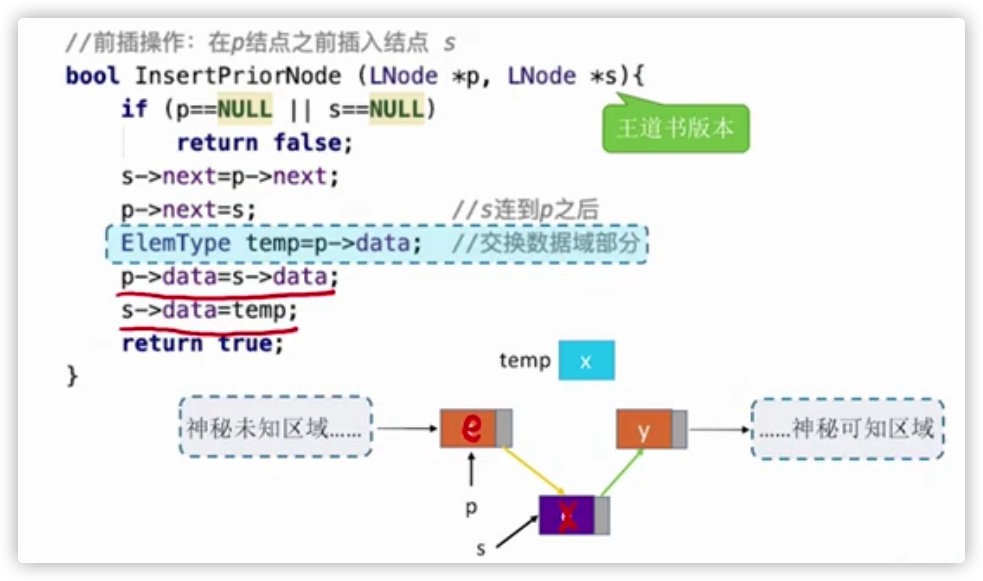 //前插操作：在p结点之前插入结点 s
bool InsertPriorNode (LNode *p, LNode *s){
if (p==NULL || s==NULL)
王道书版本
return false;
s->next=p->next;
p->next=s; //s连到p之后
ElemType temp=p->data; //交换数据域部分
p->data=s->data;
s->data=temp;
return true;
}
temp x
神秘未知区域…… e y ……神秘可知区域
p
x
s